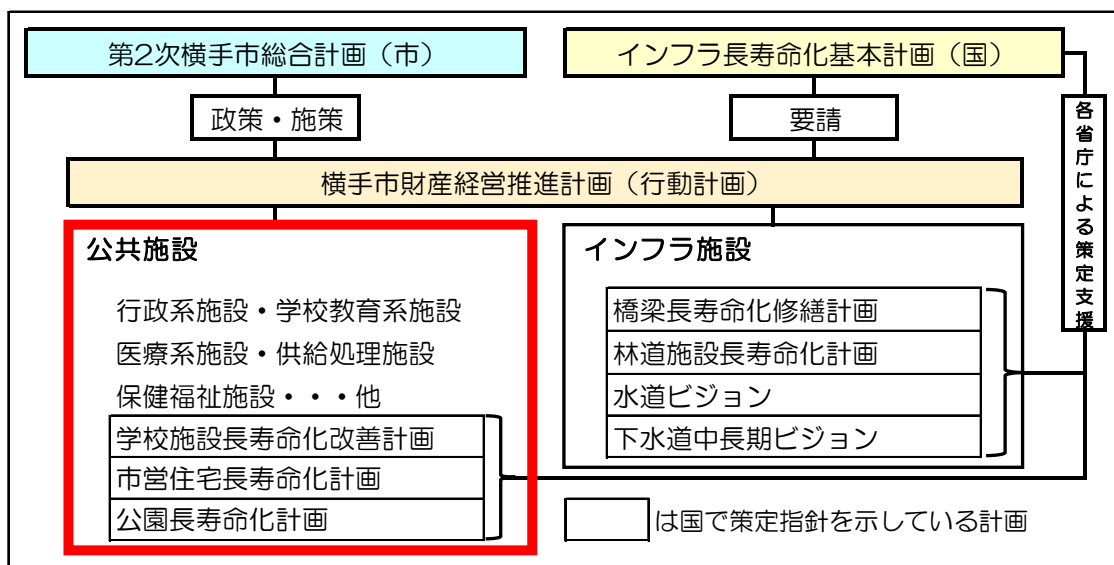 第2次横手市総合計画（市）
インフラ長寿命化基本計画（国）
政策・施策
要請
各省庁による策定支援
横手市財産経営推進計画（行動計画）
公共施設
行政系施設・学校教育系施設
医療系施設・供給処理施設
保健福祉施設・・・他
学校施設長寿命化改善計画
市営住宅長寿命化計画
公園長寿命化計画
インフラ施設
橋梁長寿命化修繕計画
林道施設長寿命化計画
水道ビジョン
下水道中長期ビジョン
は国で策定指針を示している計画